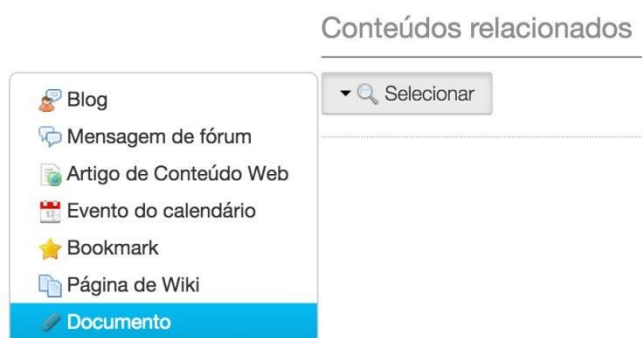 Conteúdos relacionados
Selecionar
Blog
Mensagem de fórum
Artigo de Conteúdo Web
Evento do calendário
Bookmark
Página de Wiki
Documento